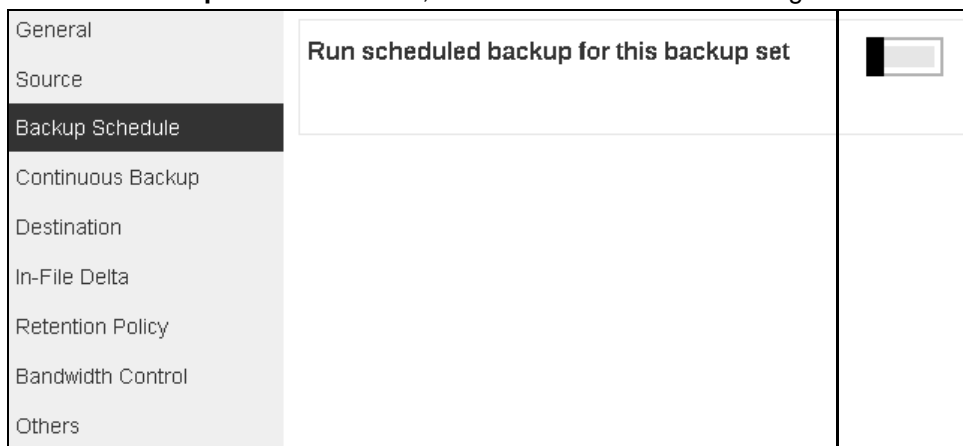 General
Source
Backup Schedule
Continuous Backup
Destination
In-File Delta
Retention Policy
Bandwidth Control
Others
Run scheduled backup for this backup set